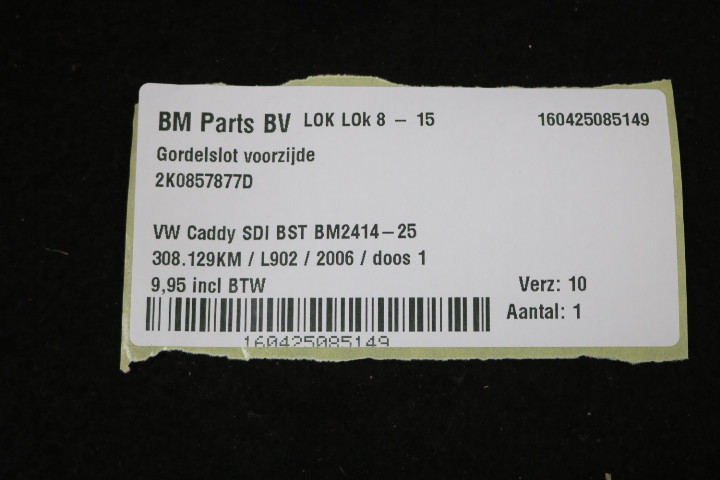 BM Parts BV LOK LOk 8 - 15 160425085149
Gordelslot voorzijde
2K0857877D
VW Caddy SDI BST BM2414-25
308.129KM / L902 / 2006 / doos 1
9,95 incl BTW Verz: 10
Aantal: 1
160425085149